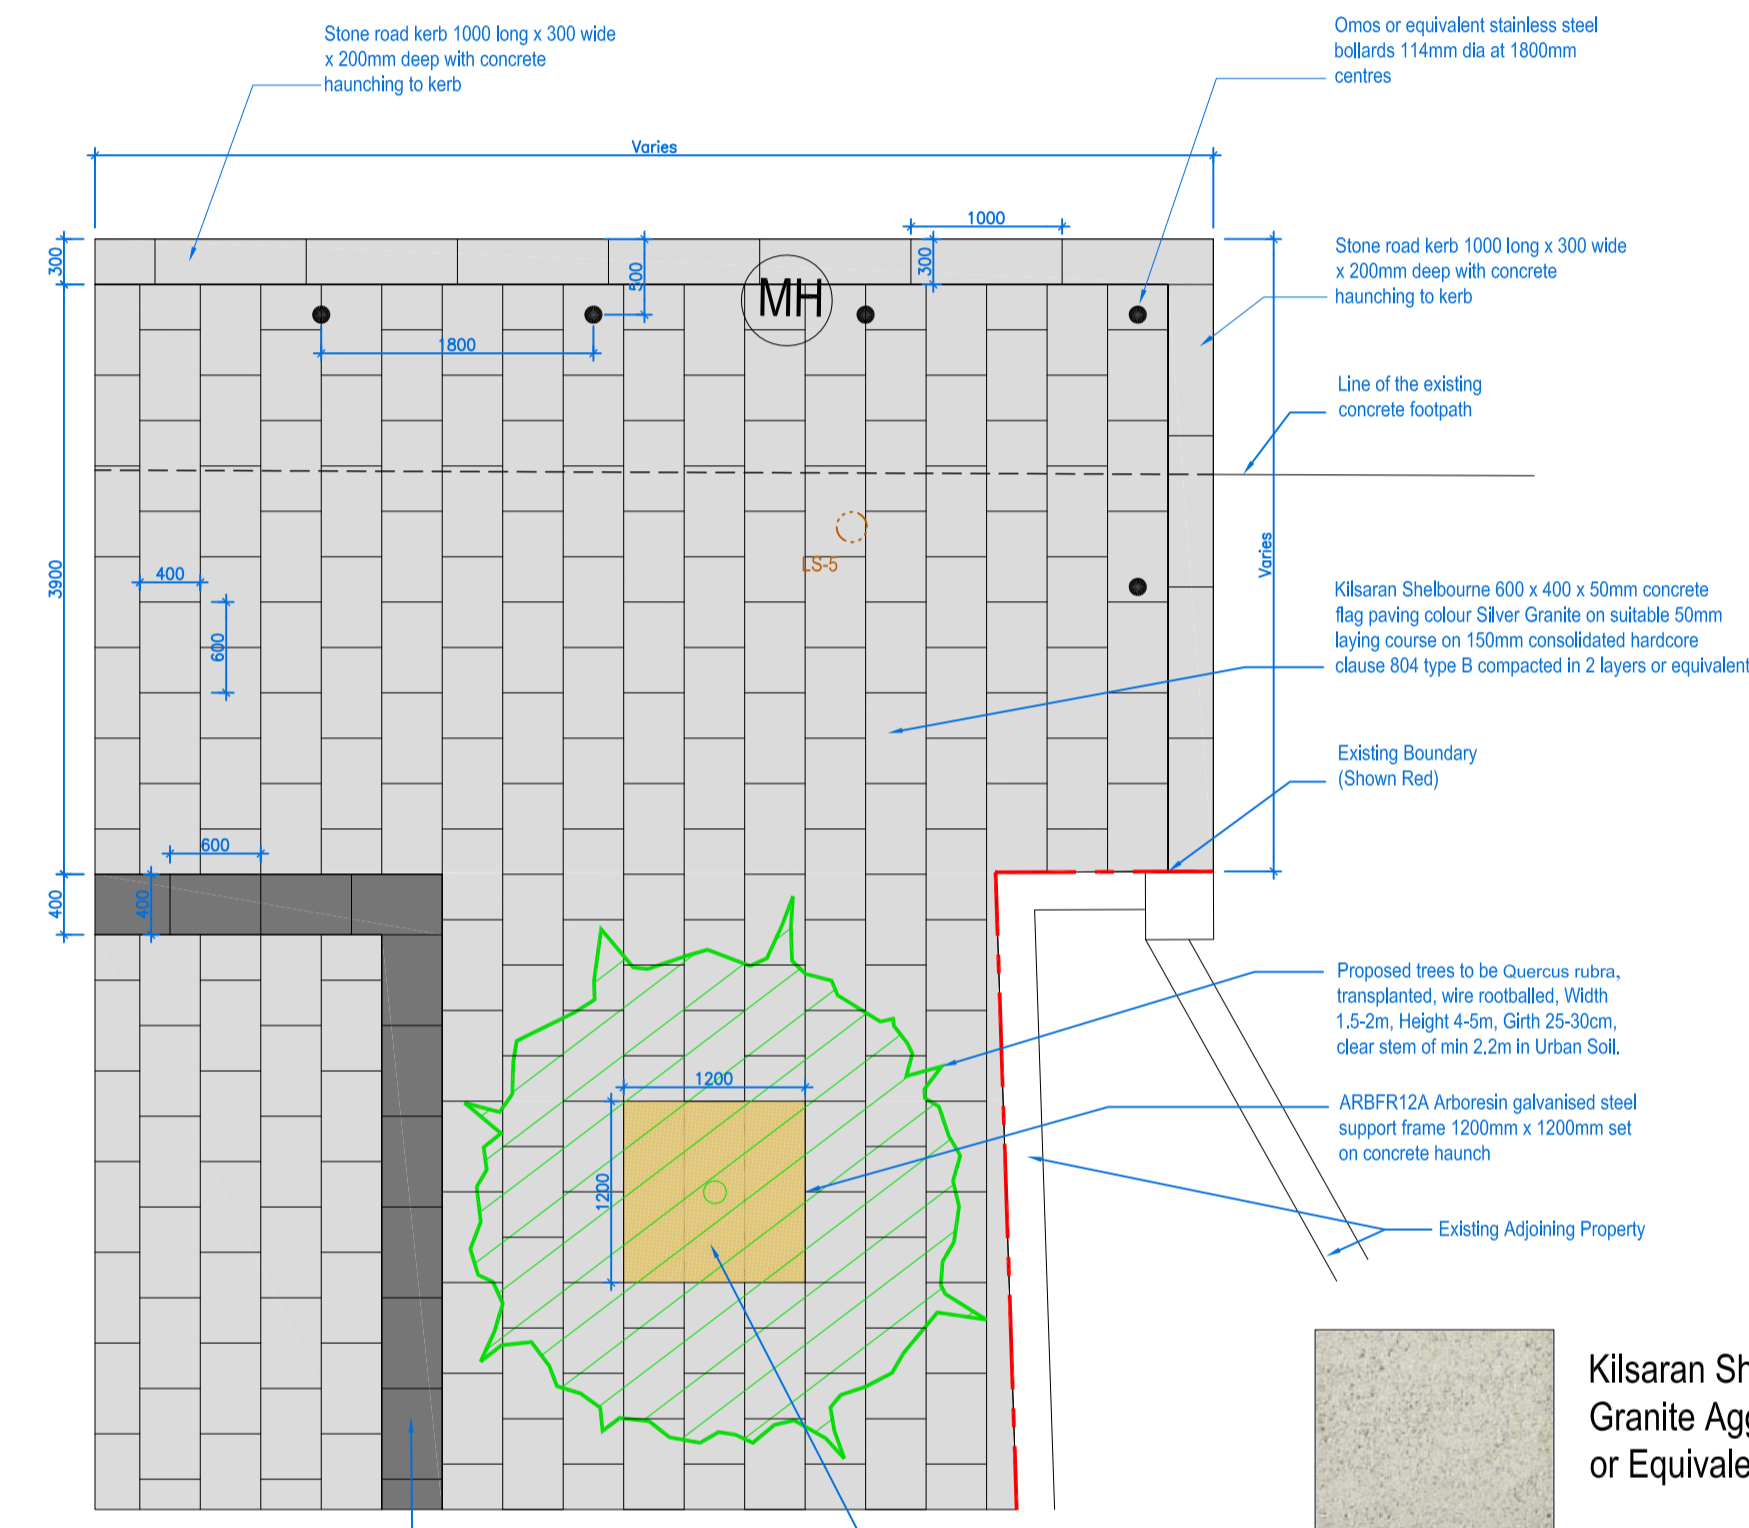 Stone road kerb 1000 long x 300 wide
x 200mm deep with concrete
haunching to kerb
Omos or equivalent stainless steel
bollards 114mm dia at 1800mm
centres
Varies
1000
300
500
300
MH
1800
Stone road kerb 1000 long x 300 wide
x 200mm deep with concrete
haunching to kerb
Line of the existing
concrete footpath
Varies
LS-5
3900
400
600
Kilsaran Shelbourne 600 x 400 x 50mm concrete
flag paving colour Silver Granite on suitable 50mm
laying course on 150mm consolidated hardcore
clause 804 type B compacted in 2 layers or equivalent
Existing Boundary
(Shown Red)
600
400
400
Proposed trees to be Quercus rubra,
transplanted, wire rootballed, Width
1.5-2m, Height 4-5m, Girth 25-30cm,
clear stem of min 2.2m in Urban Soil.
1200
1200
ARBFR12A Arboresin galvanised steel
support frame 1200mm x 1200mm set
on concrete haunch
Existing Adjoining Property
Kilsaran Sh
Granite Agg
or Equivale